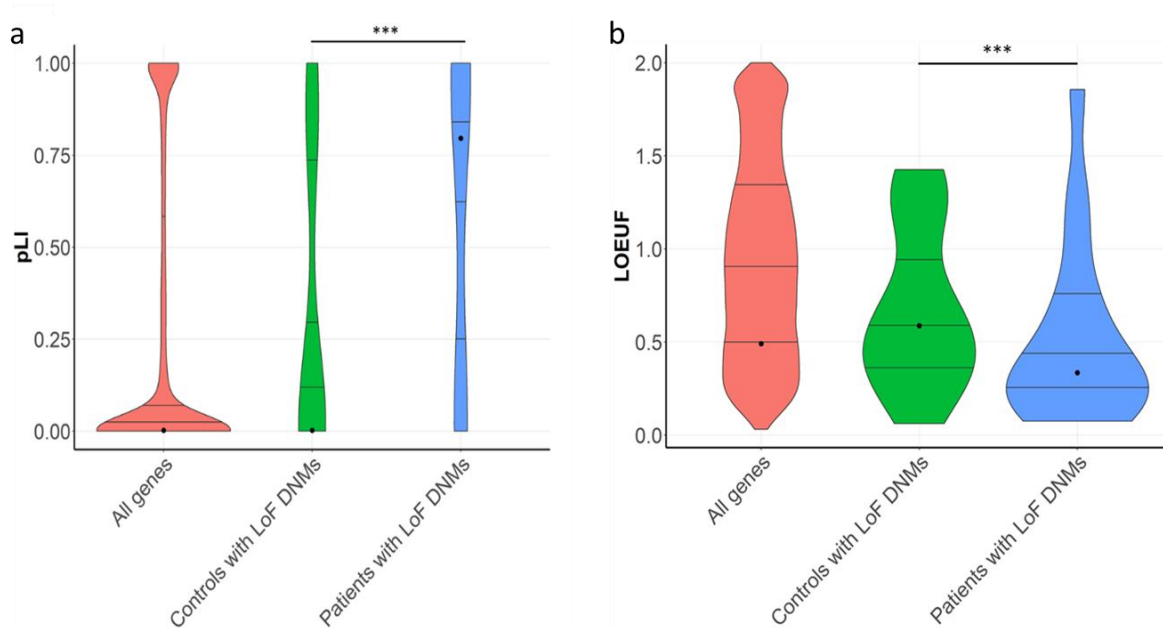 a
***
1.00
0.75
0.50
0.25
0.00
pLI
All genes
Controls with LoF DNMs
Patients with LoF DNMs
b
***
2.0
1.5
1.0
0.5
0.0
LOEUF
All genes
Controls with LoF DNMs
Patients with LoF DNMs